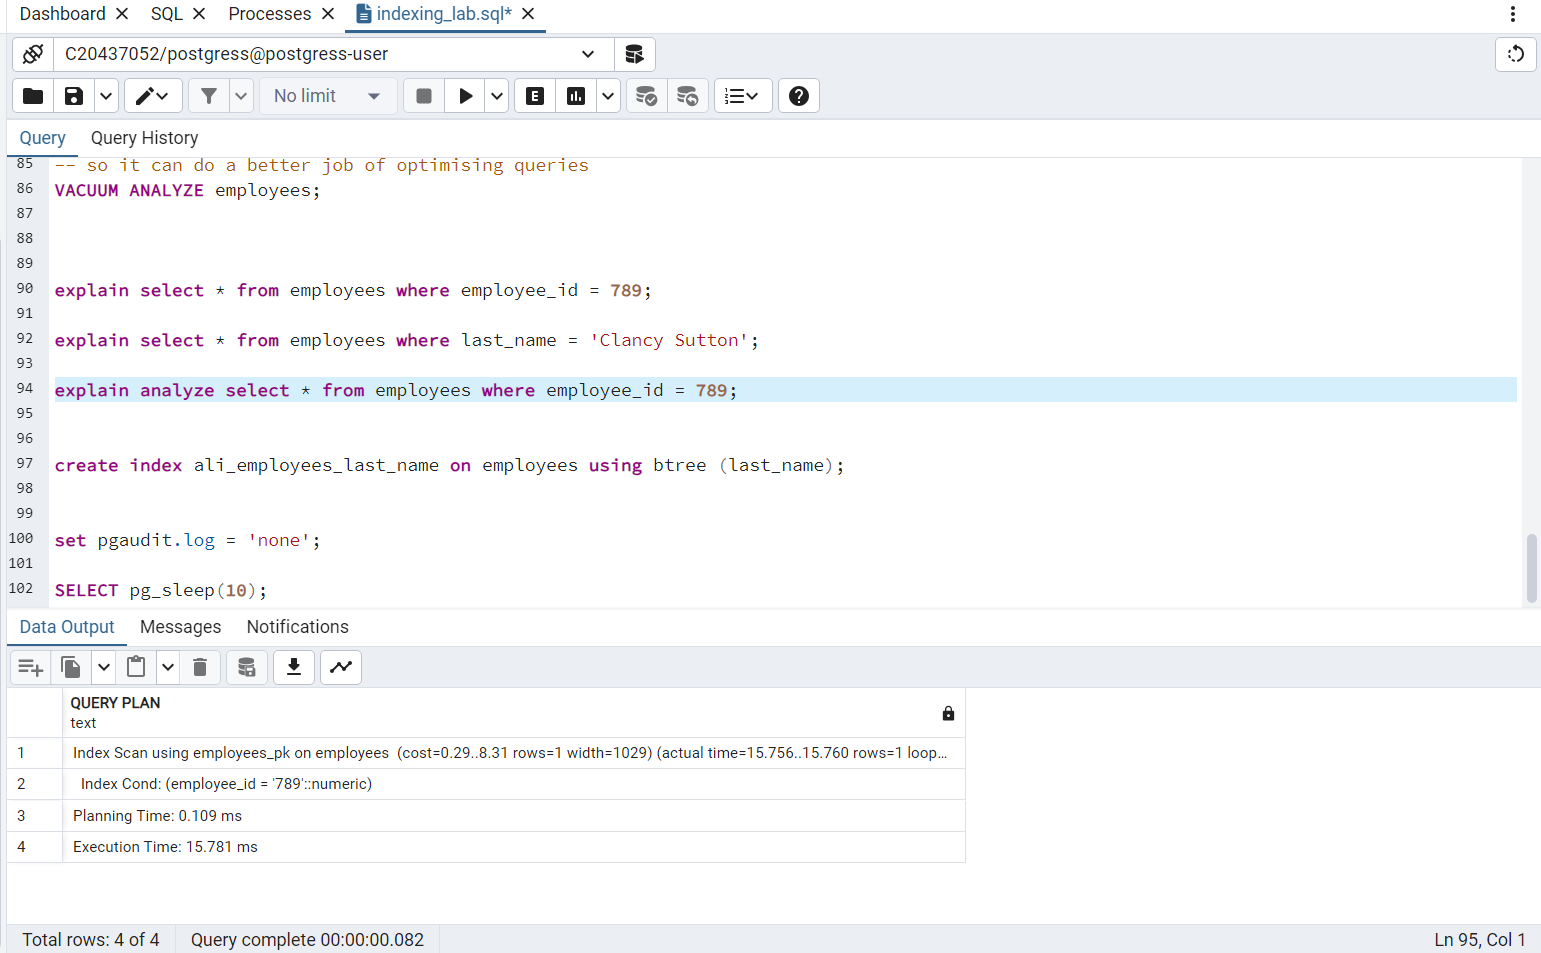 Dashboard SQL Processes indexing_lab.sql*
C20437052/postgress@postgress-user
No limit E
Query Query History
85 -- so it can do a better job of optimising queries
86 VACUUM ANALYZE employees;
87
88
89
90 explain select * from employees where employee_id = 789;
91
92 explain select * from employees where last_name = 'Clancy Sutton';
93
94 explain analyze select * from employees where employee_id = 789;
95
96
97 create index ali_employees_last_name on employees using btree (last_name);
98
99
100 set pgaudit.log = 'none';
101
102 SELECT pg_sleep(10);
Data Output Messages Notifications
QUERY PLAN
text
1 Index Scan using employees_pk on employees (cost=0.29..8.31 rows=1 width=1029) (actual time=15.756..15.760 rows=1 loop...
2 Index Cond: (employee_id = '789'::numeric)
3 Planning Time: 0.109 ms
4 Execution Time: 15.781 ms
Total rows: 4 of 4 Query complete 00:00:00.082 Ln 95, Col 1